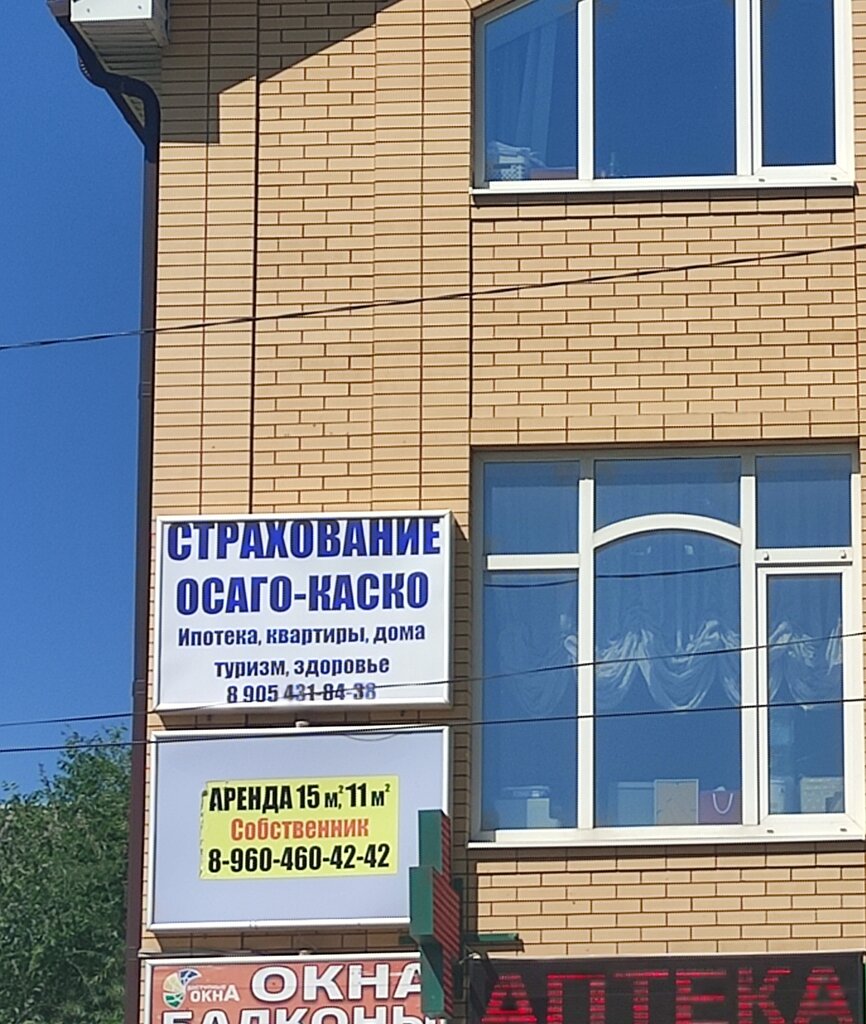 СТРАХОВАНИЕ
ОСАГО-КАСКО
Ипотека, квартиры, дома
туризм, здоровье
8 905 431-84-38
АРЕНДА 15 м², 11 м²
Собственник
8-960-460-42-42
ОКНА
ОКНА
БАЛКОНЫ
АПТЕКА